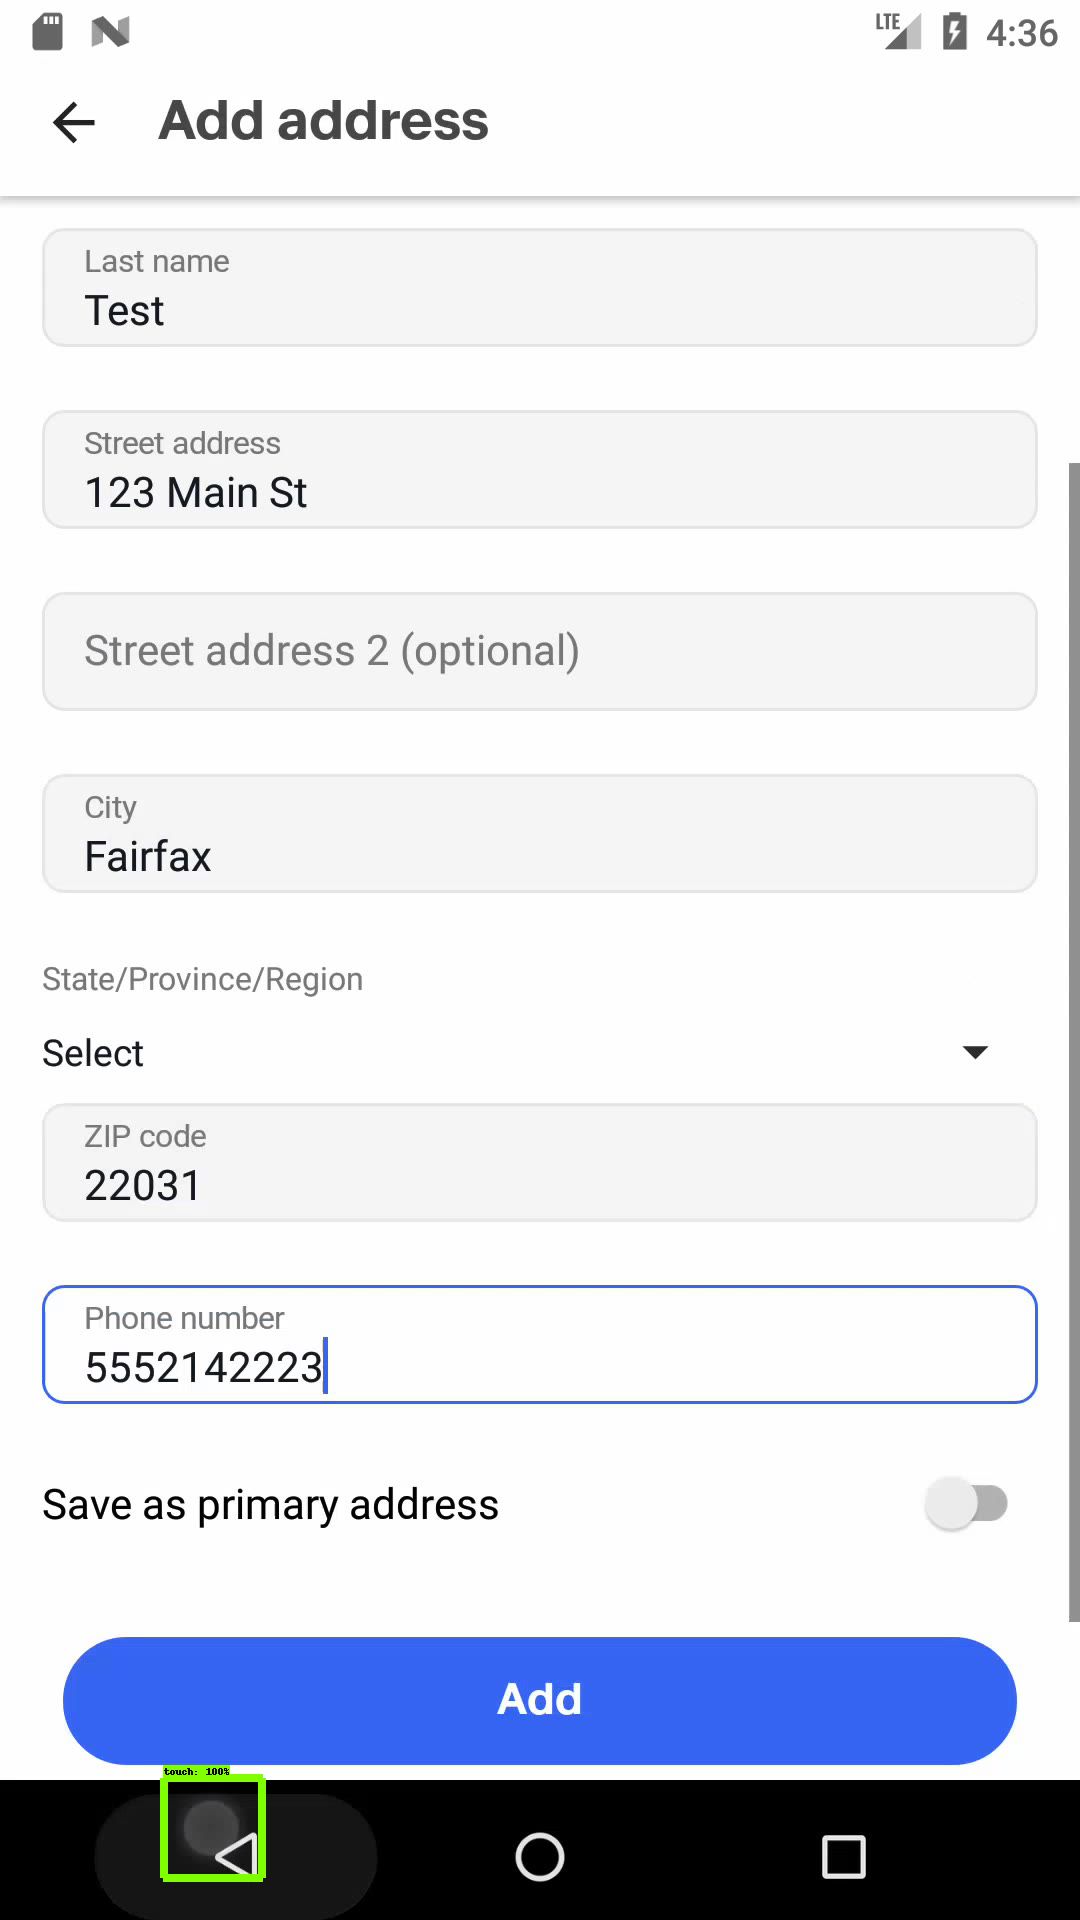 LTE 4:36
Add address
Last name
Test
Street address
123 Main St
Street address 2 (optional)
City
Fairfax
State/Province/Region
Select
ZIP code
22031
Phone number
5552142223
Save as primary address
Add
touch: 100%